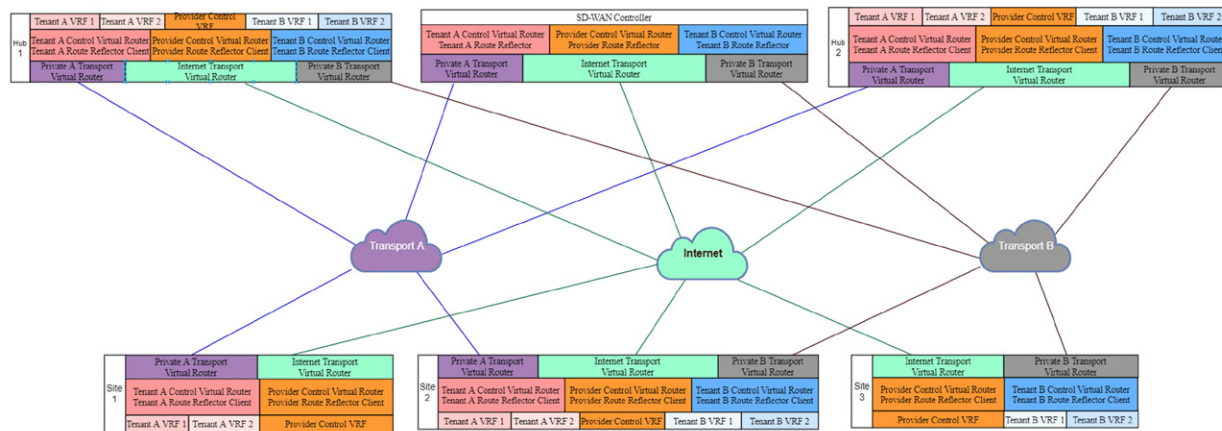 Hub
1
Tenant A VRF 1
Tenant A VRF 2
Provider Control
VRF
Tenant B VRF 1
Tenant B VRF 2
Tenant A Control Virtual Router
Tenant A Route Reflector Client
Provider Control Virtual Router
Provider Route Reflector Client
Tenant B Control Virtual Router
Tenant B Route Reflector Client
Private A Transport
Virtual Router
Internet Transport
Virtual Router
Private B Transport
Virtual Router
SD-WAN Controller
Tenant A Control Virtual Router
Tenant A Route Reflector
Provider Control Virtual Router
Provider Route Reflector
Tenant B Control Virtual Router
Tenant B Route Reflector
Private A Transport
Virtual Router
Internet Transport
Virtual Router
Private B Transport
Virtual Router
Hub
2
Tenant A VRF 1
Tenant A VRF 2
Provider Control VRF
Tenant B VRF 1
Tenant B VRF 2
Tenant A Control Virtual Router
Tenant A Route Reflector Client
Provider Control Virtual Router
Provider Route Reflector Client
Tenant B Control Virtual Router
Tenant B Route Reflector Client
Private A Transport
Virtual Router
Internet Transport
Virtual Router
Private B Transport
Virtual Router
Transport A
Internet
Transport B
Site
1
Private A Transport
Virtual Router
Internet Transport
Virtual Router
Tenant A Control Virtual Router
Tenant A Route Reflector Client
Provider Control Virtual Router
Provider Route Reflector Client
Tenant A VRF 1
Tenant A VRF 2
Provider Control VRF
Site
2
Private A Transport
Virtual Router
Internet Transport
Virtual Router
Private B Transport
Virtual Router
Tenant A Control Virtual Router
Tenant A Route Reflector Client
Provider Control Virtual Router
Provider Route Reflector Client
Tenant B Control Virtual Router
Tenant B Route Reflector Client
Tenant A VRF 1
Tenant A VRF 2
Provider Control VRF
Tenant B VRF 1
Tenant B VRF 2
Site
3
Internet Transport
Virtual Router
Private B Transport
Virtual Router
Provider Control Virtual Router
Provider Route Reflector Client
Tenant B Control Virtual Router
Tenant B Route Reflector Client
Provider Control VRF
Tenant B VRF 1
Tenant B VRF 2